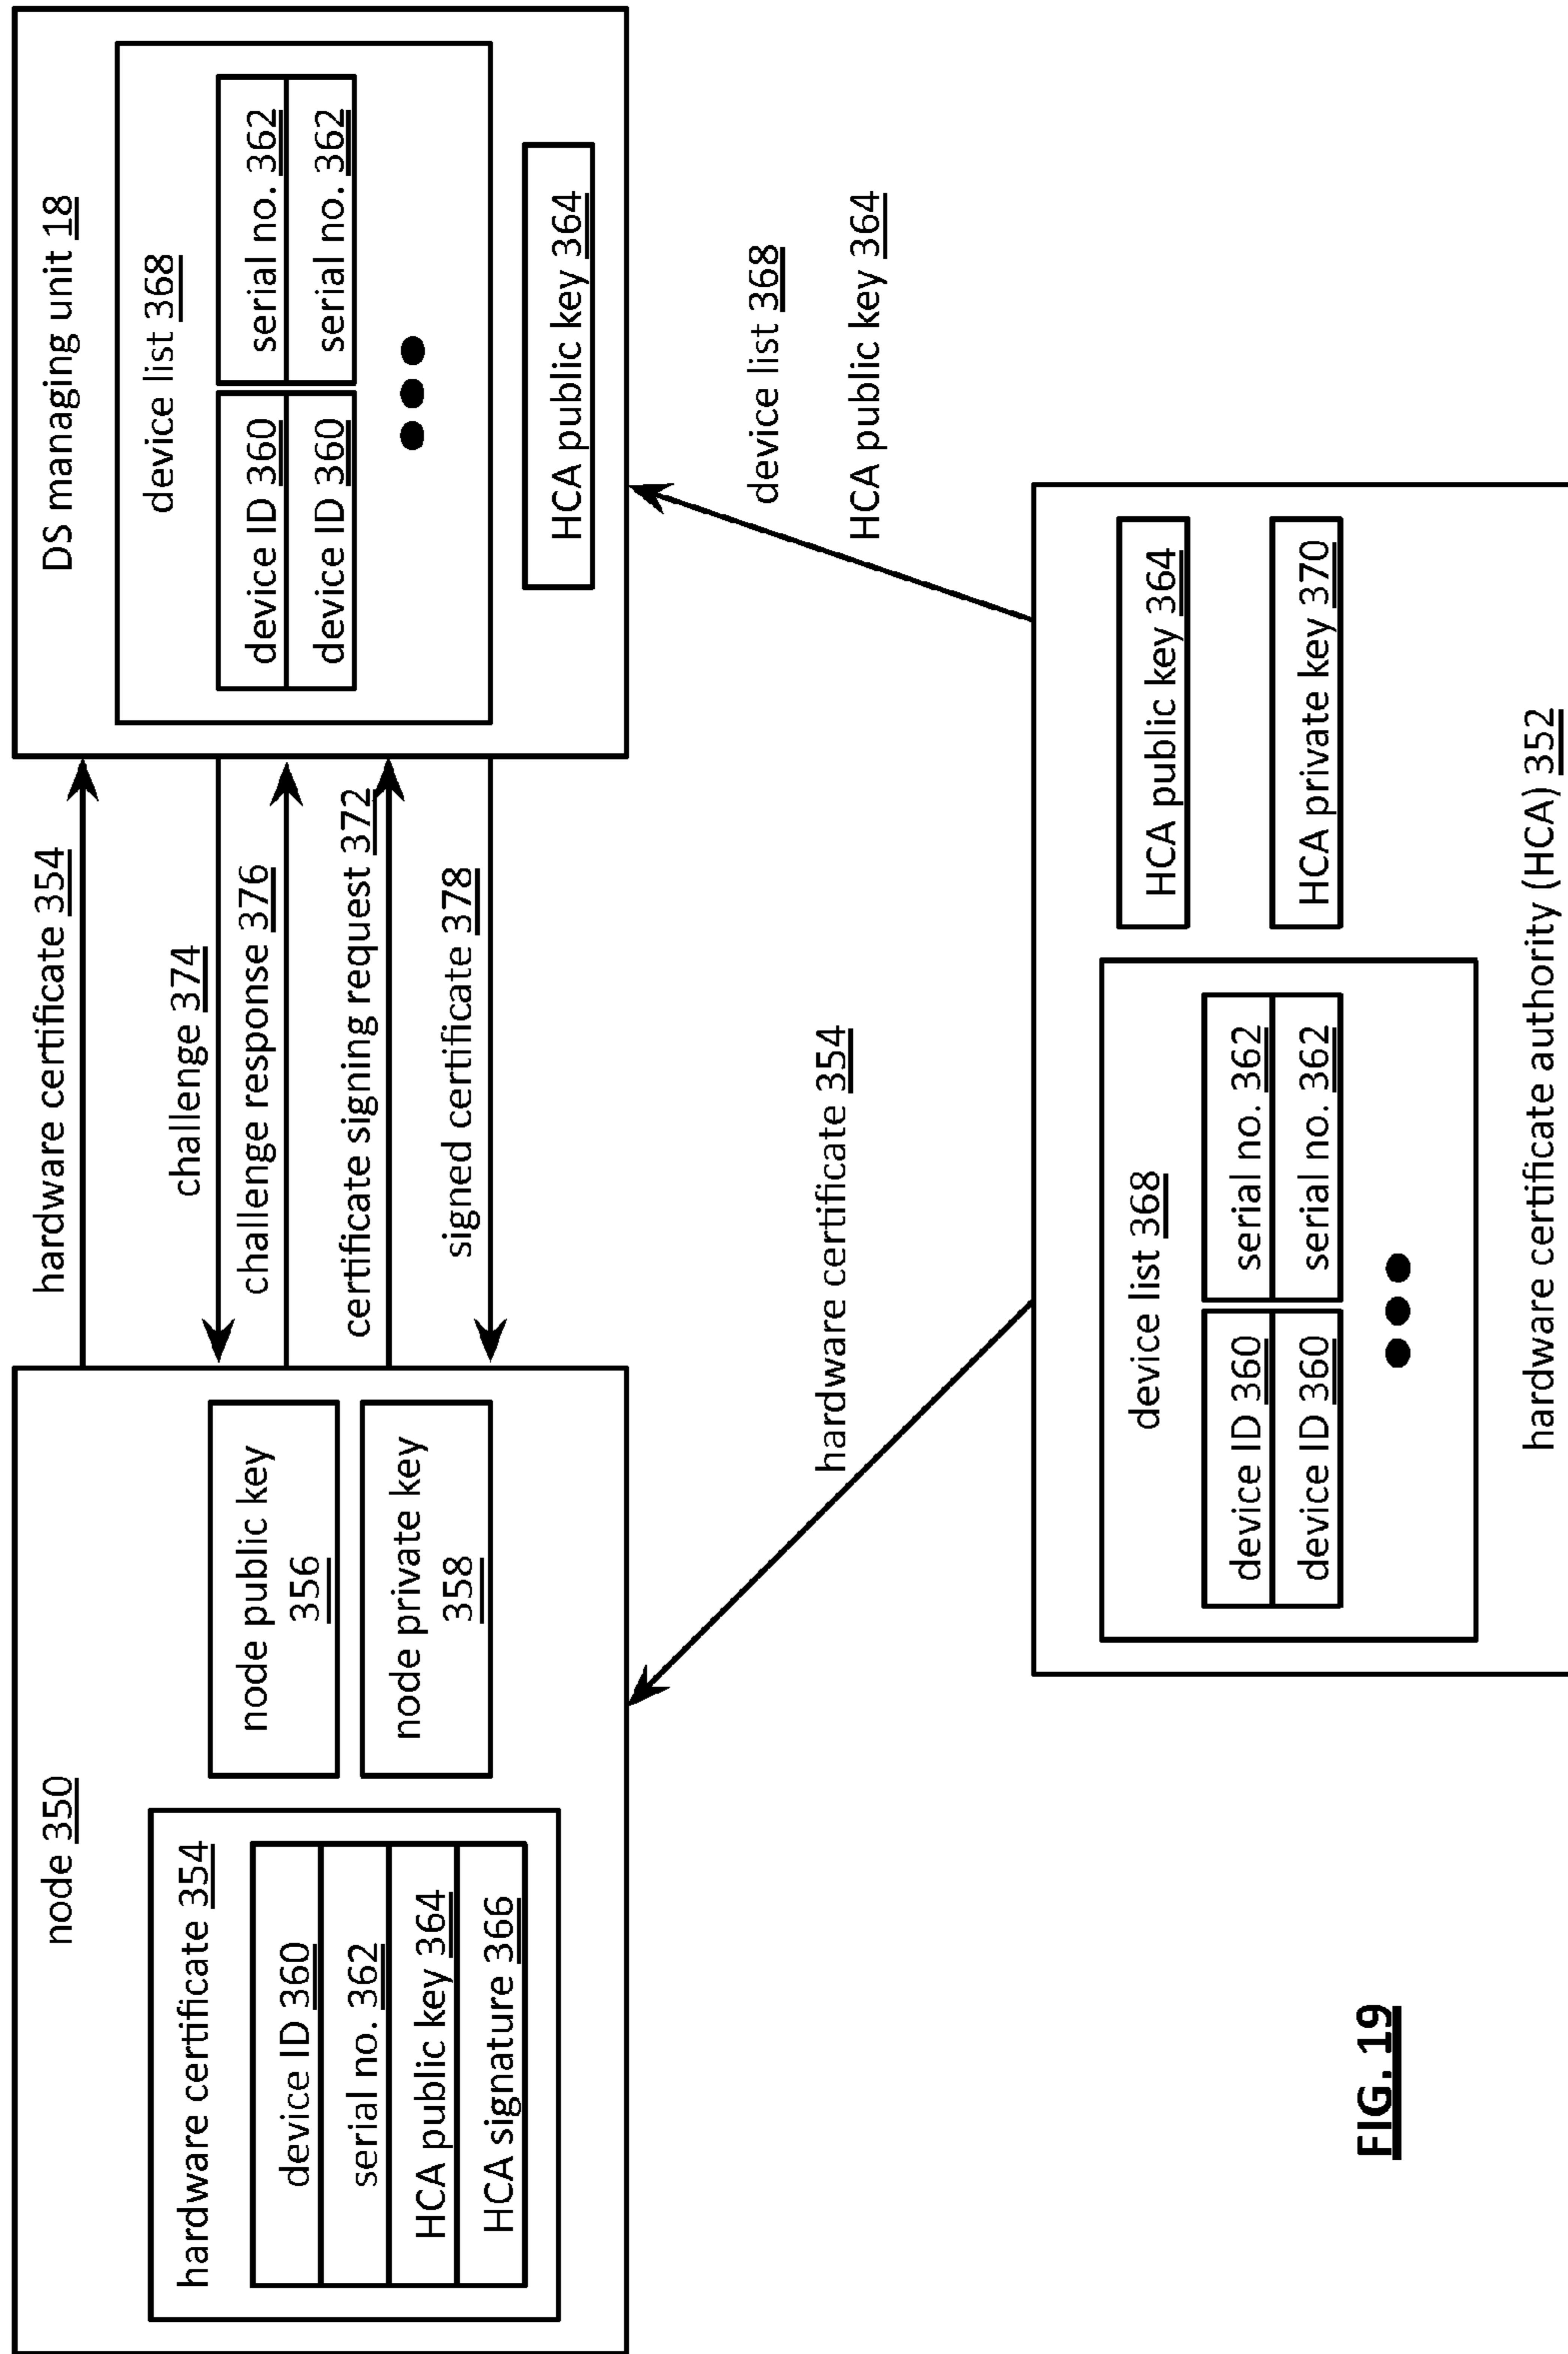 node 350
hardware certificate 354
device ID 360
serial no. 362
HCA public key 364
HCA signature 366
node public key
356
node private key
358
hardware certificate 354
challenge 374
challenge response 376
certificate signing request 372
signed certificate 378
DS managing unit 18
device list 368
device ID 360 serial no. 362
device ID 360 serial no. 362
HCA public key 364
hardware certificate 354
device list 368
HCA public key 364
device list 368
device ID 360 serial no. 362
device ID 360 serial no. 362
HCA public key 364
HCA private key 370
hardware certificate authority (HCA) 352
FIG. 19